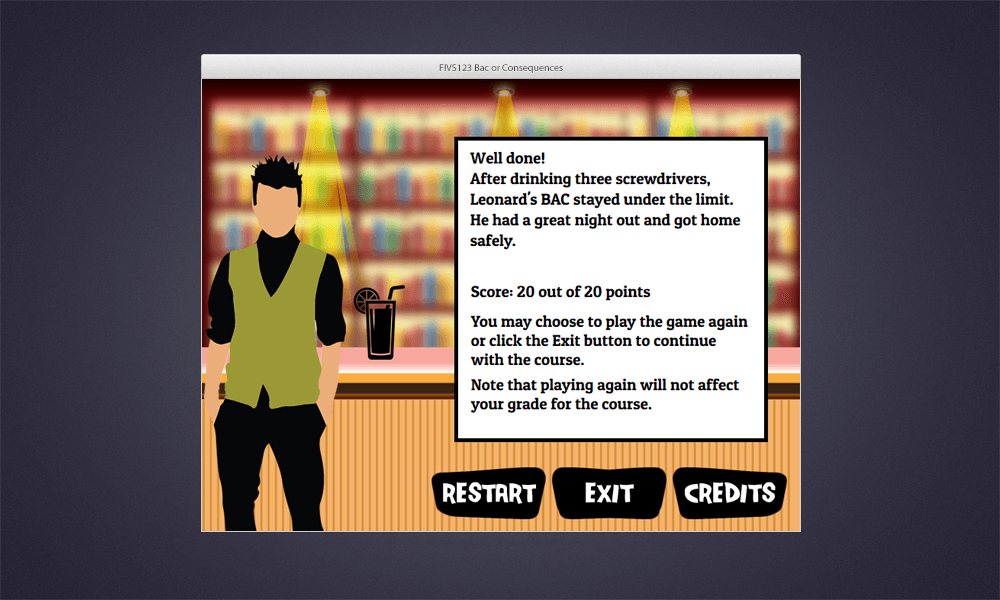 FIVS123 Bac or Consequences
Well done!
After drinking three screwdrivers,
Leonard's BAC stayed under the limit.
He had a great night out and got home
safely.
Score: 20 out of 20 points
You may choose to play the game again
or click the Exit button to continue
with the course.
Note that playing again will not affect
your grade for the course.
RESTART
EXIT
CREDITS